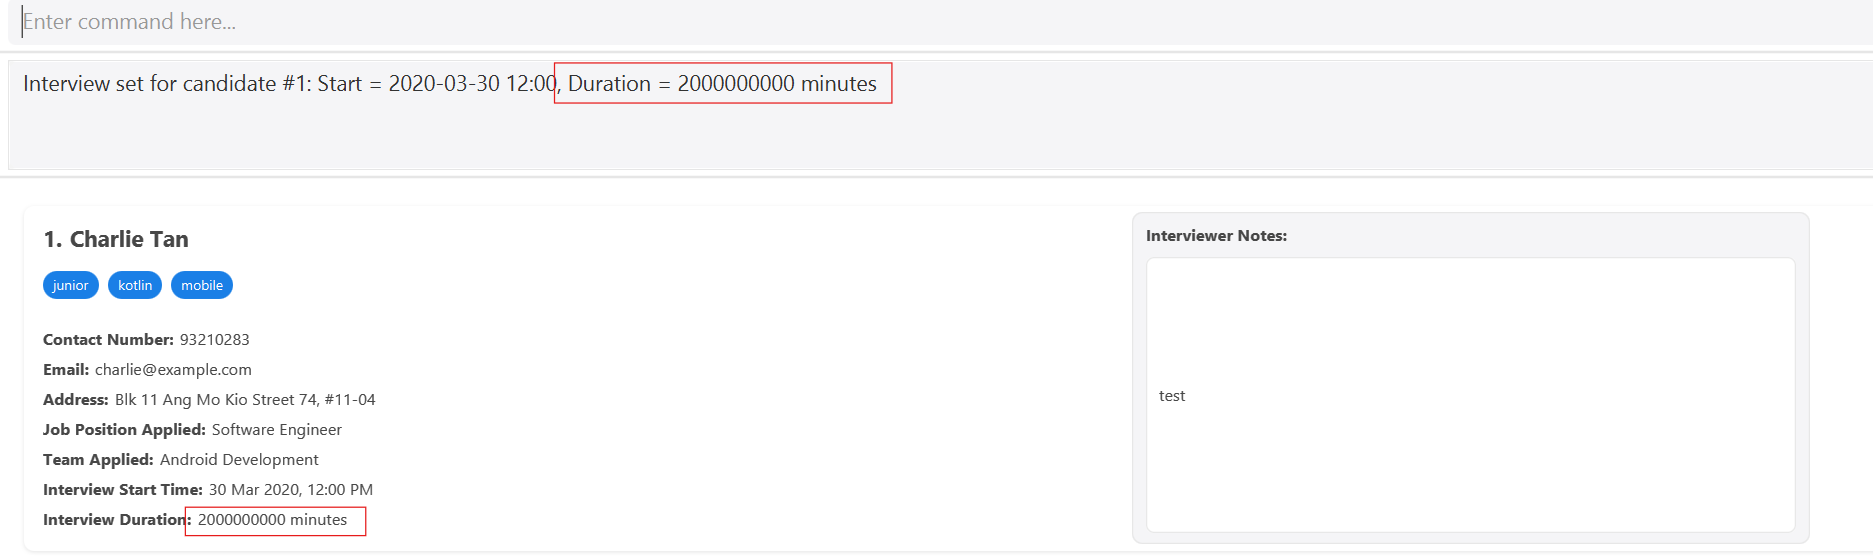 Enter command here...
Interview set for candidate #1: Start = 2020-03-30 12:00, Duration = 2000000000 minutes
1. Charlie Tan
junior kotlin mobile
Contact Number: 93210283
Email: charlie@example.com
Address: Blk 11 Ang Mo Kio Street 74, #11-04
Job Position Applied: Software Engineer
Team Applied: Android Development
Interview Start Time: 30 Mar 2020, 12:00 PM
Interview Duration: 2000000000 minutes
Interviewer Notes:
test